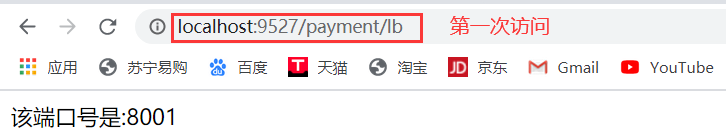 localhost:9527/payment/lb 第一次访问
应用 苏宁易购 百度 T 天猫 淘宝 JD 京东 Gmail YouTube
该端口号是:8001